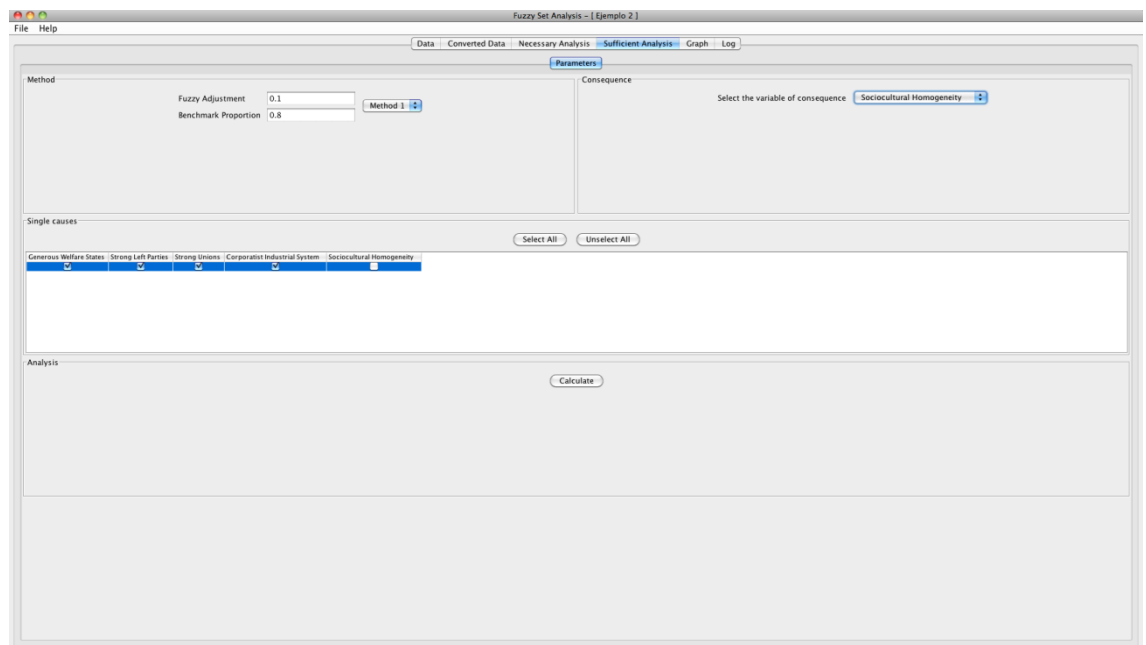 Fuzzy Set Analysis - [ Ejemplo 2 ]
File Help
Data Converted Data Necessary Analysis Sufficient Analysis Graph Log
Parameters
Method
Fuzzy Adjustment 0.1
Method 1
Benchmark Proportion 0.8
Consequence
Select the variable of consequence Sociocultural Homogeneity
Single causes
Select All Unselect All
Generous Welfare States Strong Left Parties Strong Unions Corporatist Industrial System Sociocultural Homogeneity
Analysis
Calculate